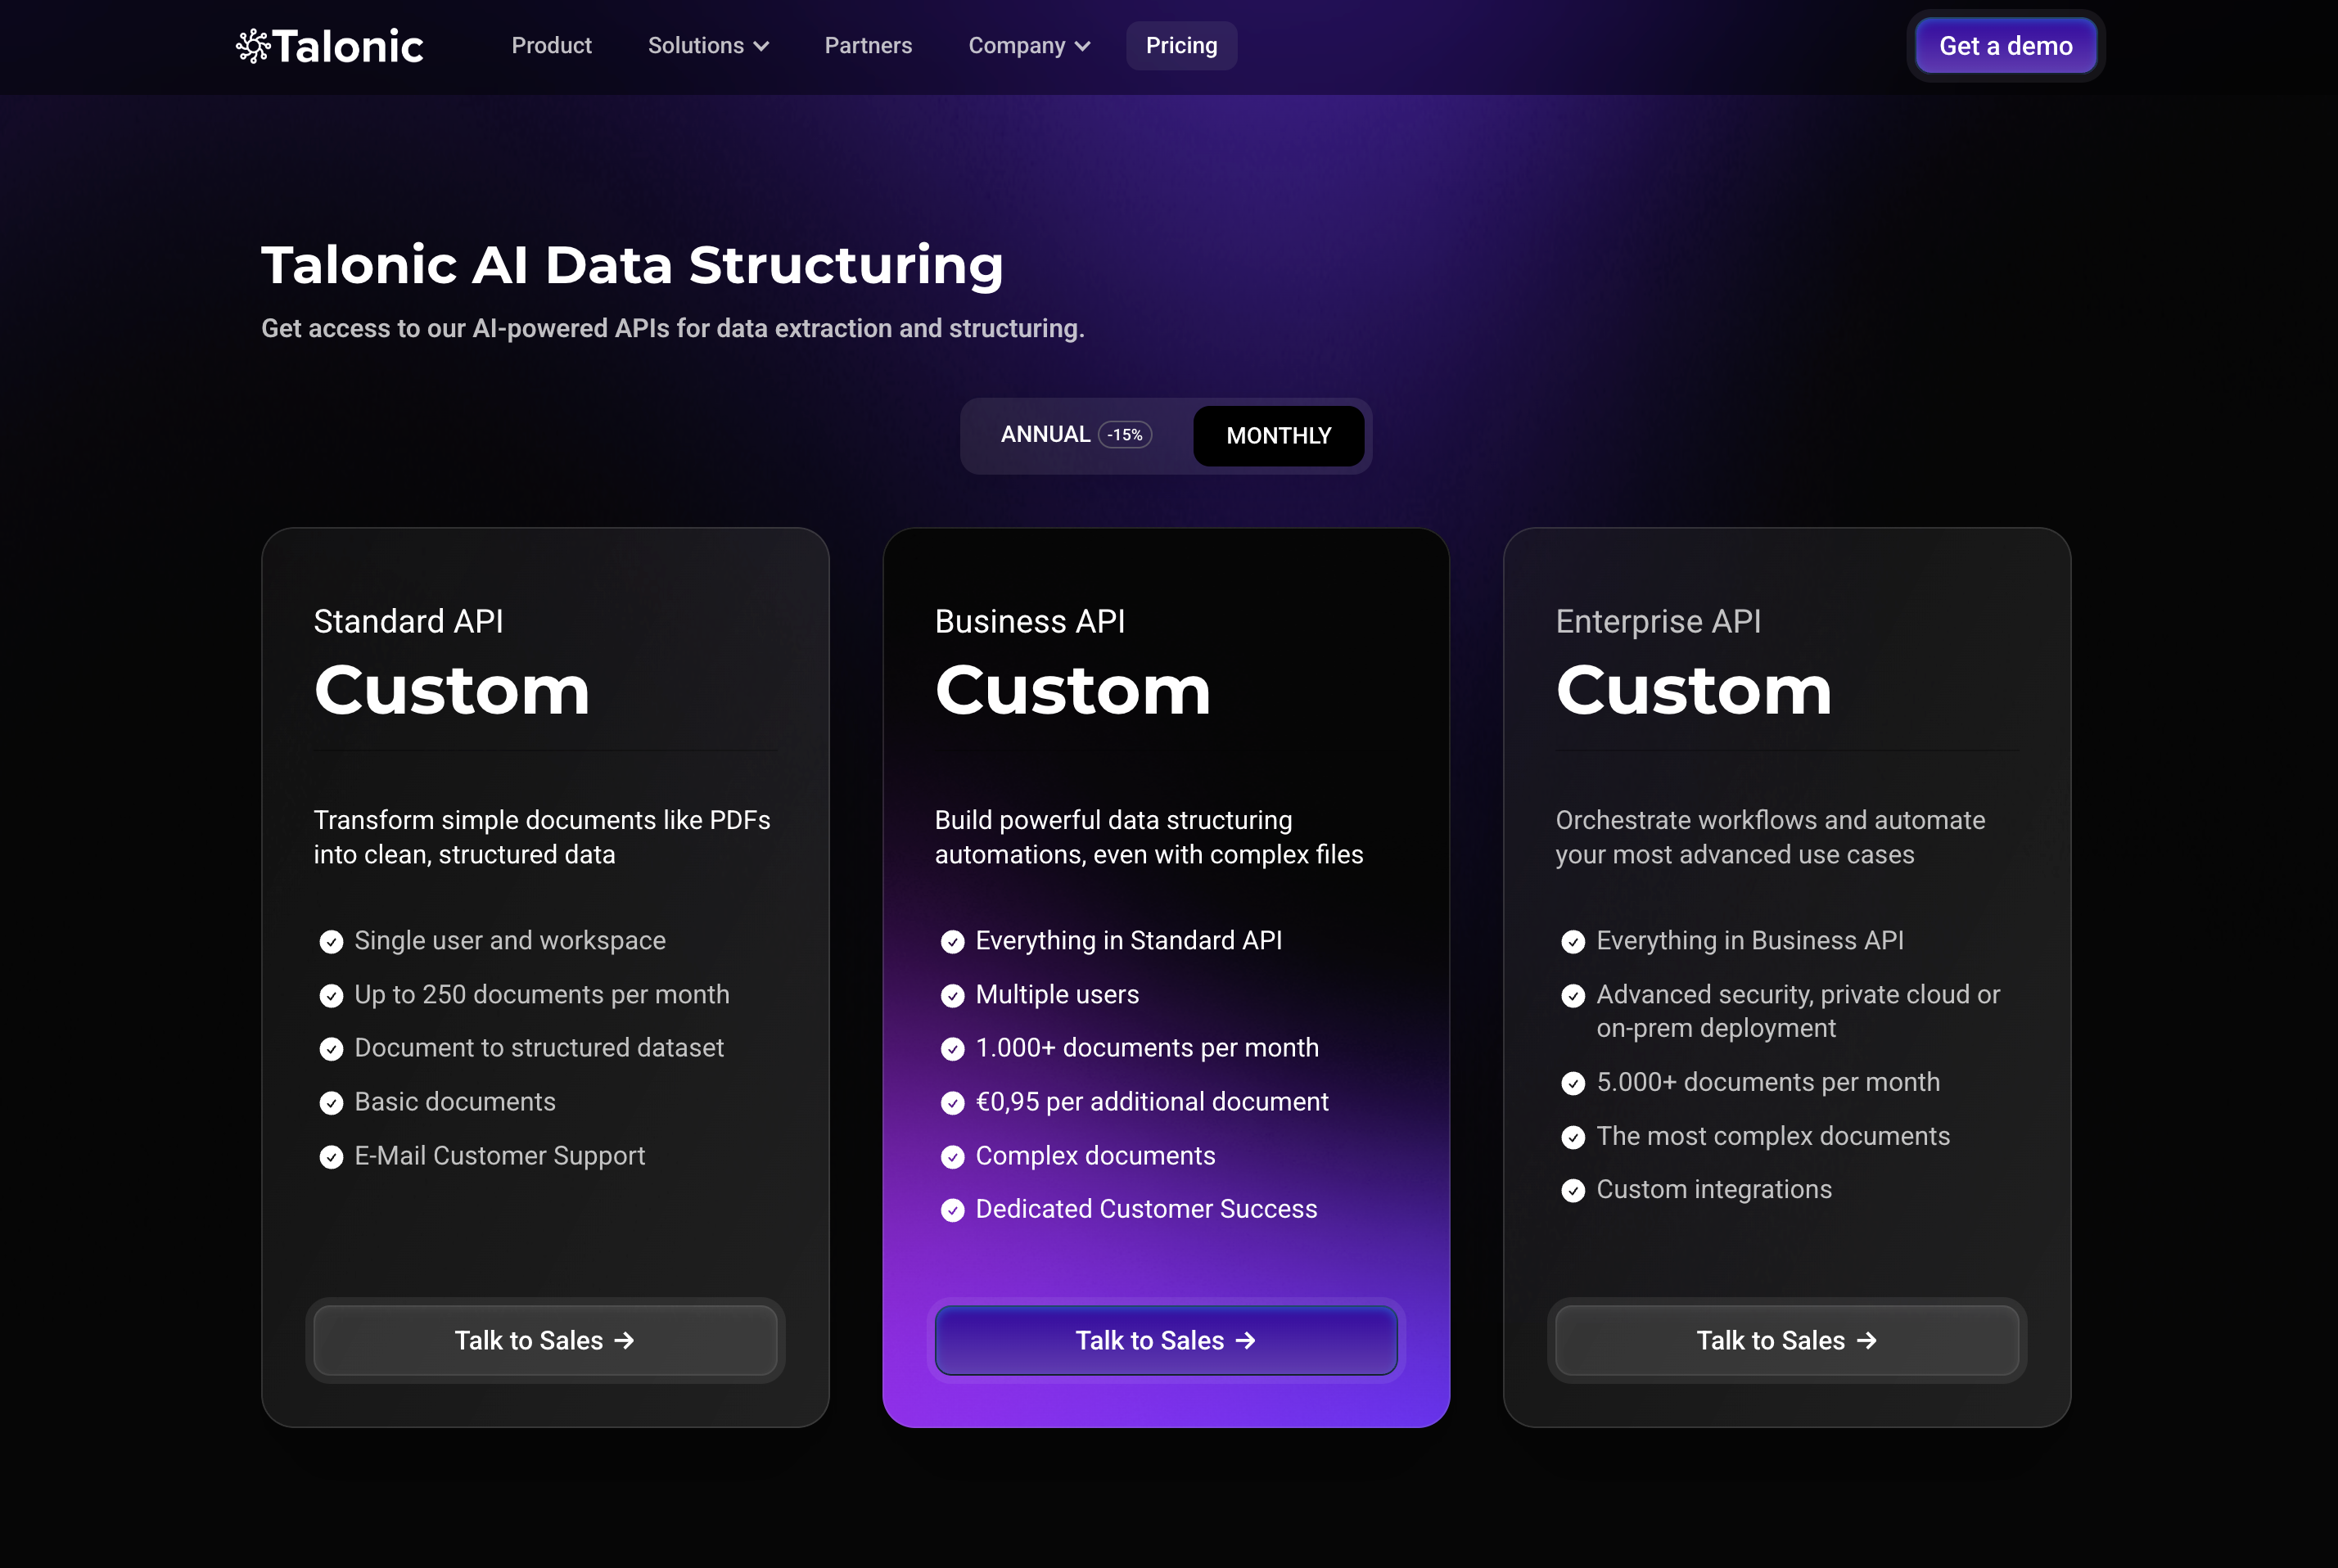 Talonic
Product
Solutions
Partners
Company
Pricing
Get a demo
Talonic AI Data Structuring
Get access to our AI-powered APIs for data extraction and structuring.
ANNUAL -15%
MONTHLY
Standard API
Custom
Transform simple documents like PDFs
into clean, structured data
Single user and workspace
Up to 250 documents per month
Document to structured dataset
Basic documents
E-Mail Customer Support
Talk to Sales →
Business API
Custom
Build powerful data structuring
automations, even with complex files
Everything in Standard API
Multiple users
1.000+ documents per month
€0,95 per additional document
Complex documents
Dedicated Customer Success
Talk to Sales →
Enterprise API
Custom
Orchestrate workflows and automate
your most advanced use cases
Everything in Business API
Advanced security, private cloud or
on-prem deployment
5.000+ documents per month
The most complex documents
Custom integrations
Talk to Sales →